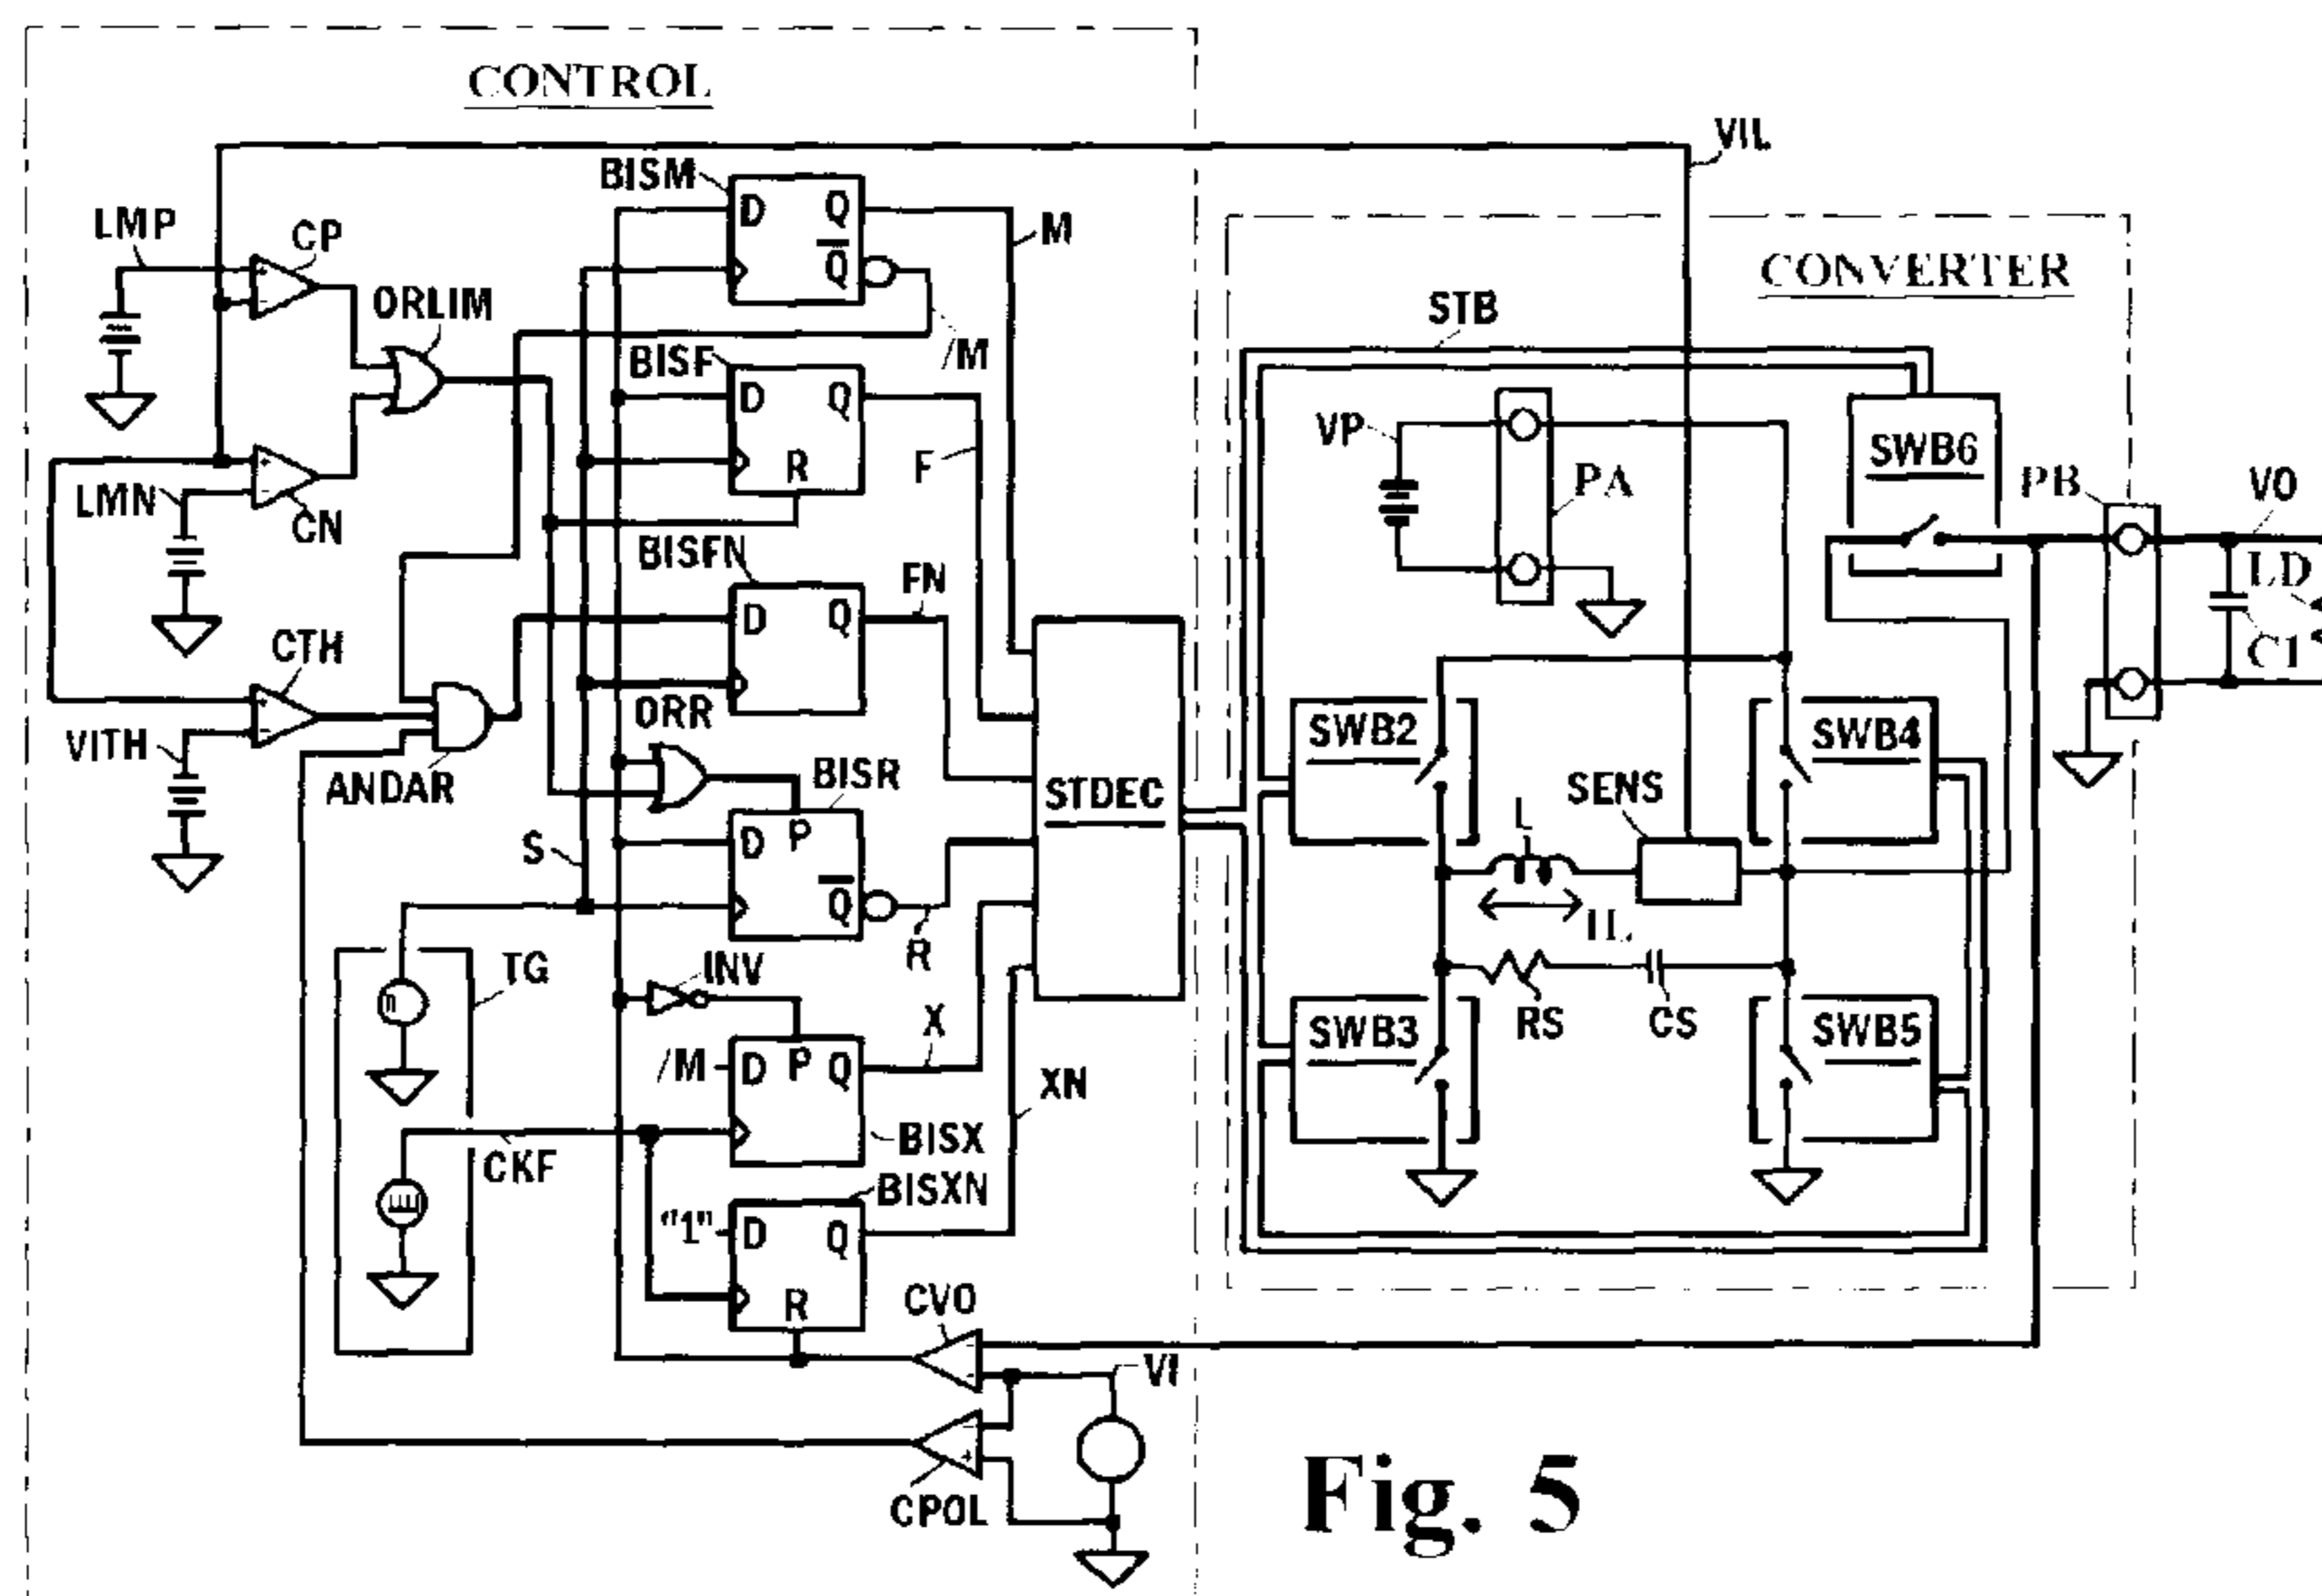 CONTROL
VIL
BISM
D Q
M
LMP
CP
Q
CONVERTER
ORLIM
STB
/M
BISF
D Q
VP
SWB6
F
R
PA
PB
VO
LMN
CN
BISFN
LD
FN
D Q
CTH
C1
ORR
VITH
SWB2
SWB4
ANDAR
BISR
STDEC
SENS
L
S
D P
Q
R
IL
INV
TG
X
SWB3
RS
CS
SWB5
/M D P Q
XN
BISX
CKF
BISXN
"1" D Q
R
CVO
VI
CPOL
Fig. 5